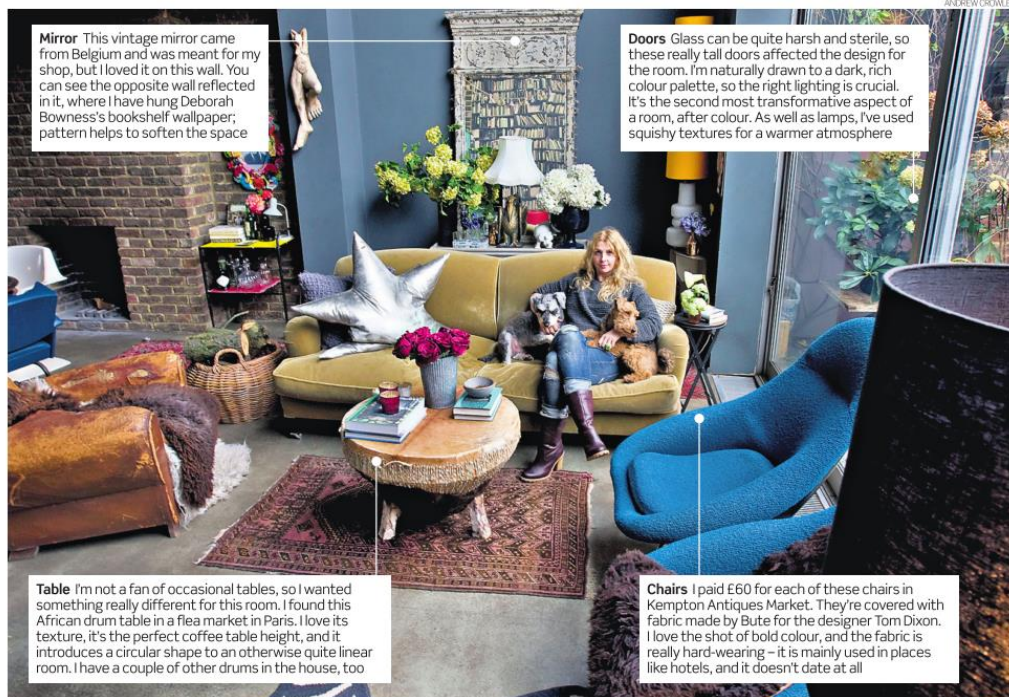 ANDREW CROWLE
Mirror This vintage mirror came
from Belgium and was meant for my
shop, but I loved it on this wall. You
can see the opposite wall reflected
in it, where I have hung Deborah
Bowness's bookshelf wallpaper;
pattern helps to soften the space
Doors Glass can be quite harsh and sterile, so
these really tall doors affected the design for
the room. I'm naturally drawn to a dark, rich
colour palette, so the right lighting is crucial.
It's the second most transformative aspect of
a room, after colour. As well as lamps, I've used
squishy textures for a warmer atmosphere
Table I'm not a fan of occasional tables, so I wanted
something really different for this room. I found this
African drum table in a flea market in Paris. I love its
texture, it's the perfect coffee table height, and it
introduces a circular shape to an otherwise quite linear
room. I have a couple of other drums in the house, too
Chairs I paid £60 for each of these chairs in
Kempton Antiques Market. They're covered with
fabric made by Bute for the designer Tom Dixon.
I love the shot of bold colour, and the fabric is
really hard-wearing – it is mainly used in places
like hotels, and it doesn't date at all